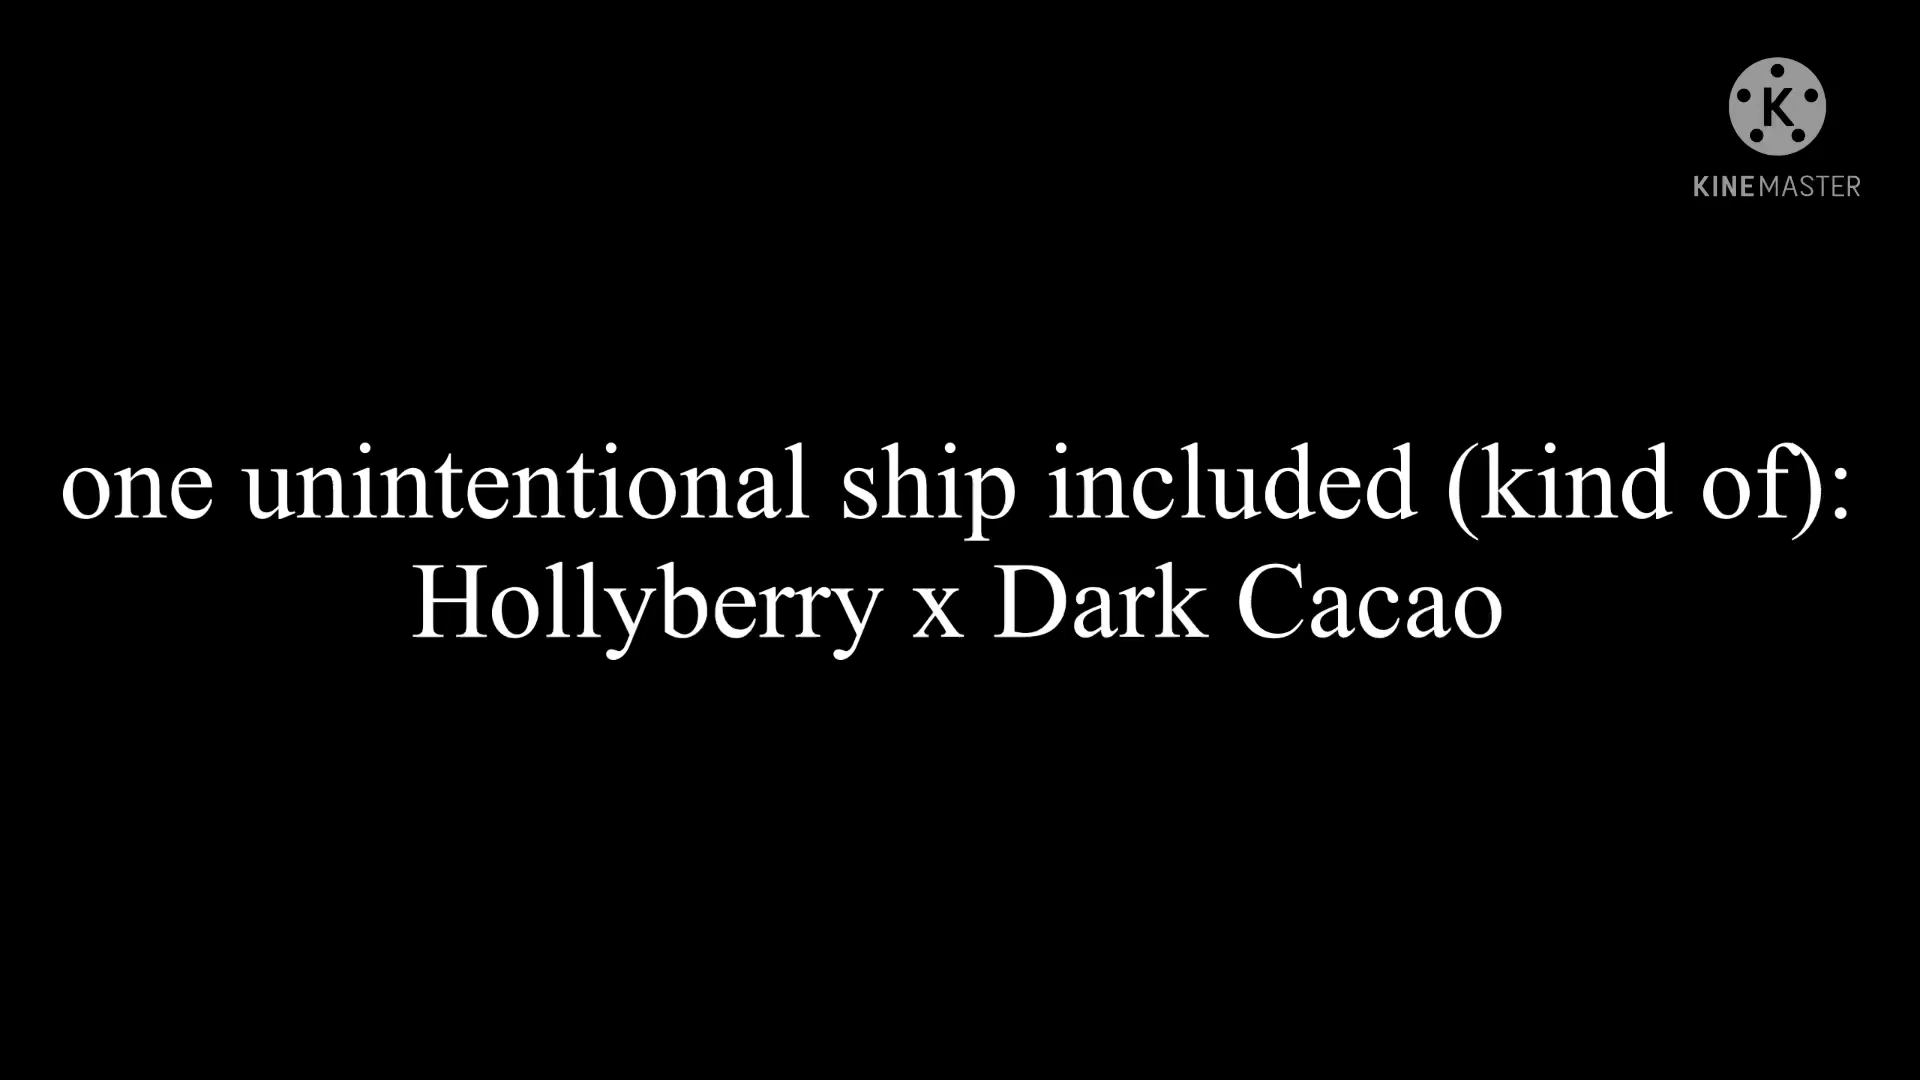 K
KINEMASTER
one unintentional ship included (kind of):
Hollyberry x Dark Cacao